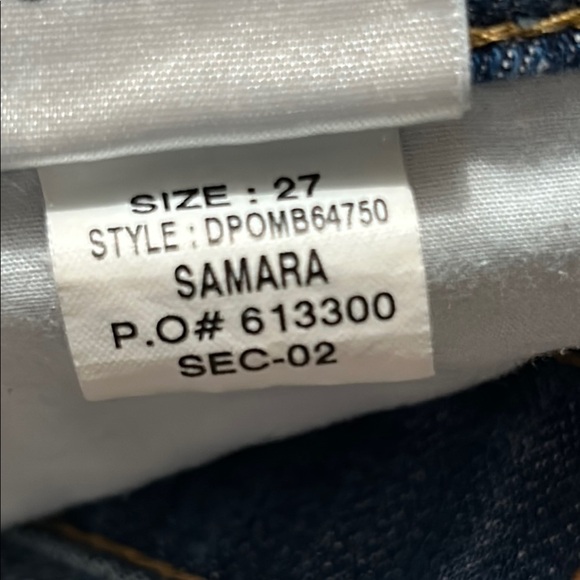 SIZE : 27
STYLE : DPOMB64750
SAMARA
P.O# 613300
SEC-02